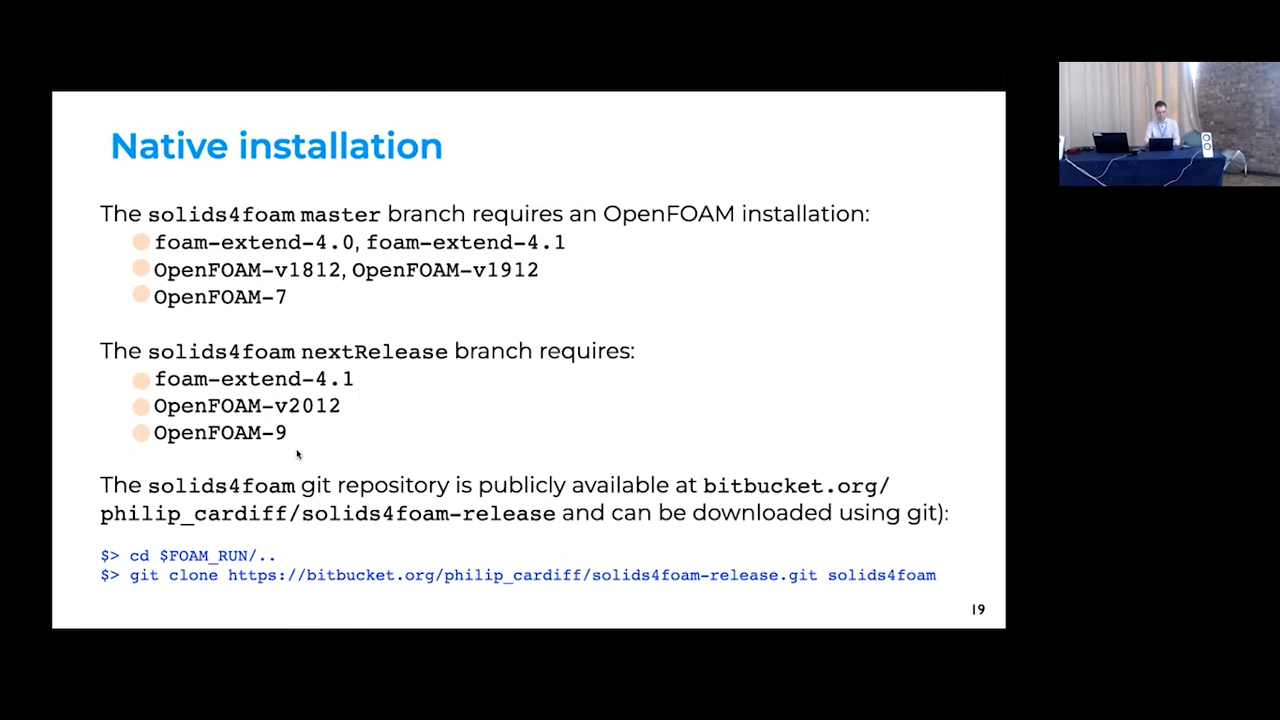 Native installation
The solids4foam master branch requires an OpenFOAM installation:
foam-extend-4.0, foam-extend-4.1
OpenFOAM-v1812, OpenFOAM-v1912
OpenFOAM-7
The solids4foam nextRelease branch requires:
foam-extend-4.1
OpenFOAM-v2012
OpenFOAM-9
The solids4foam git repository is publicly available at bitbucket.org/
philip_cardiff/solids4foam-release and can be downloaded using git):
$> cd $FOAM_RUN/..
$> git clone https://bitbucket.org/philip_cardiff/solids4foam-release.git solids4foam
19